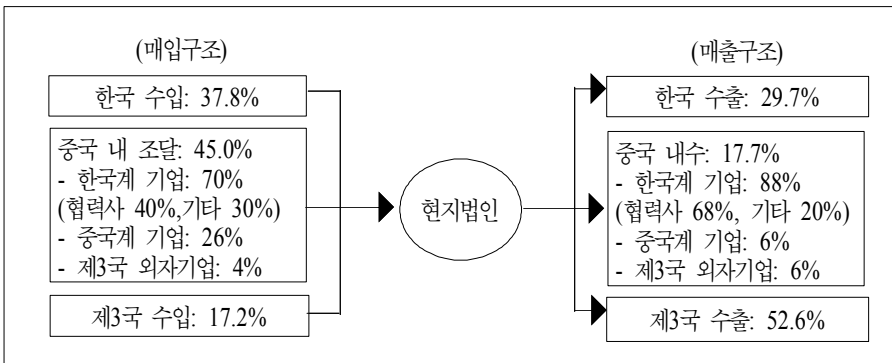 (매입구조)
한국 수입: 37.8%
중국 내 조달: 45.0%
- 한국계 기업: 70%
(협력사 40%,기타 30%)
- 중국계 기업: 26%
- 제3국 외자기업: 4%
제3국 수입: 17.2%
현지법인
(매출구조)
한국 수출: 29.7%
중국 내수: 17.7%
- 한국계 기업: 88%
(협력사 68%, 기타 20%)
- 중국계 기업: 6%
- 제3국 외자기업: 6%
제3국 수출: 52.6%